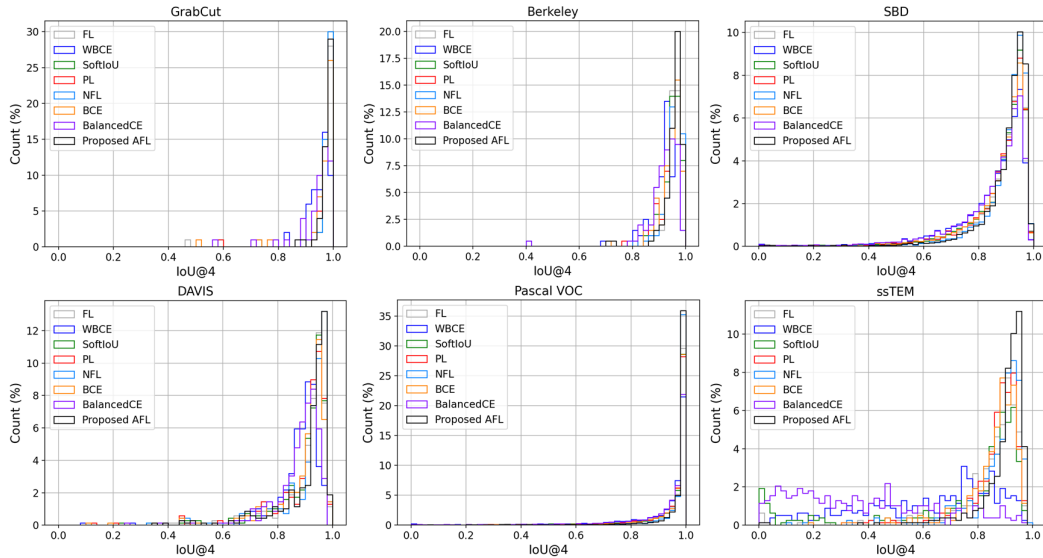 GrabCut
30
25
20
15
10
5
0
Count (%)
FL
WBCE
SoftIoU
PL
NFL
BCE
BalancedCE
Proposed AFL
0.0 0.2 0.4 0.6 0.8 1.0
IoU@4
Berkeley
20.0
17.5
15.0
12.5
10.0
7.5
5.0
2.5
0.0
Count (%)
FL
WBCE
SoftIoU
PL
NFL
BCE
BalancedCE
Proposed AFL
0.0 0.2 0.4 0.6 0.8 1.0
IoU@4
SBD
10
8
6
4
2
0
Count (%)
FL
WBCE
SoftIoU
PL
NFL
BCE
BalancedCE
Proposed AFL
0.0 0.2 0.4 0.6 0.8 1.0
IoU@4
DAVIS
12
10
8
6
4
2
0
Count (%)
FL
WBCE
SoftIoU
PL
NFL
BCE
BalancedCE
Proposed AFL
0.0 0.2 0.4 0.6 0.8 1.0
IoU@4
Pascal VOC
35
30
25
20
15
10
5
0
Count (%)
FL
WBCE
SoftIoU
PL
NFL
BCE
BalancedCE
Proposed AFL
0.0 0.2 0.4 0.6 0.8 1.0
IoU@4
ssTEM
10
8
6
4
2
0
Count (%)
FL
WBCE
SoftIoU
PL
NFL
BCE
BalancedCE
Proposed AFL
0.0 0.2 0.4 0.6 0.8 1.0
IoU@4